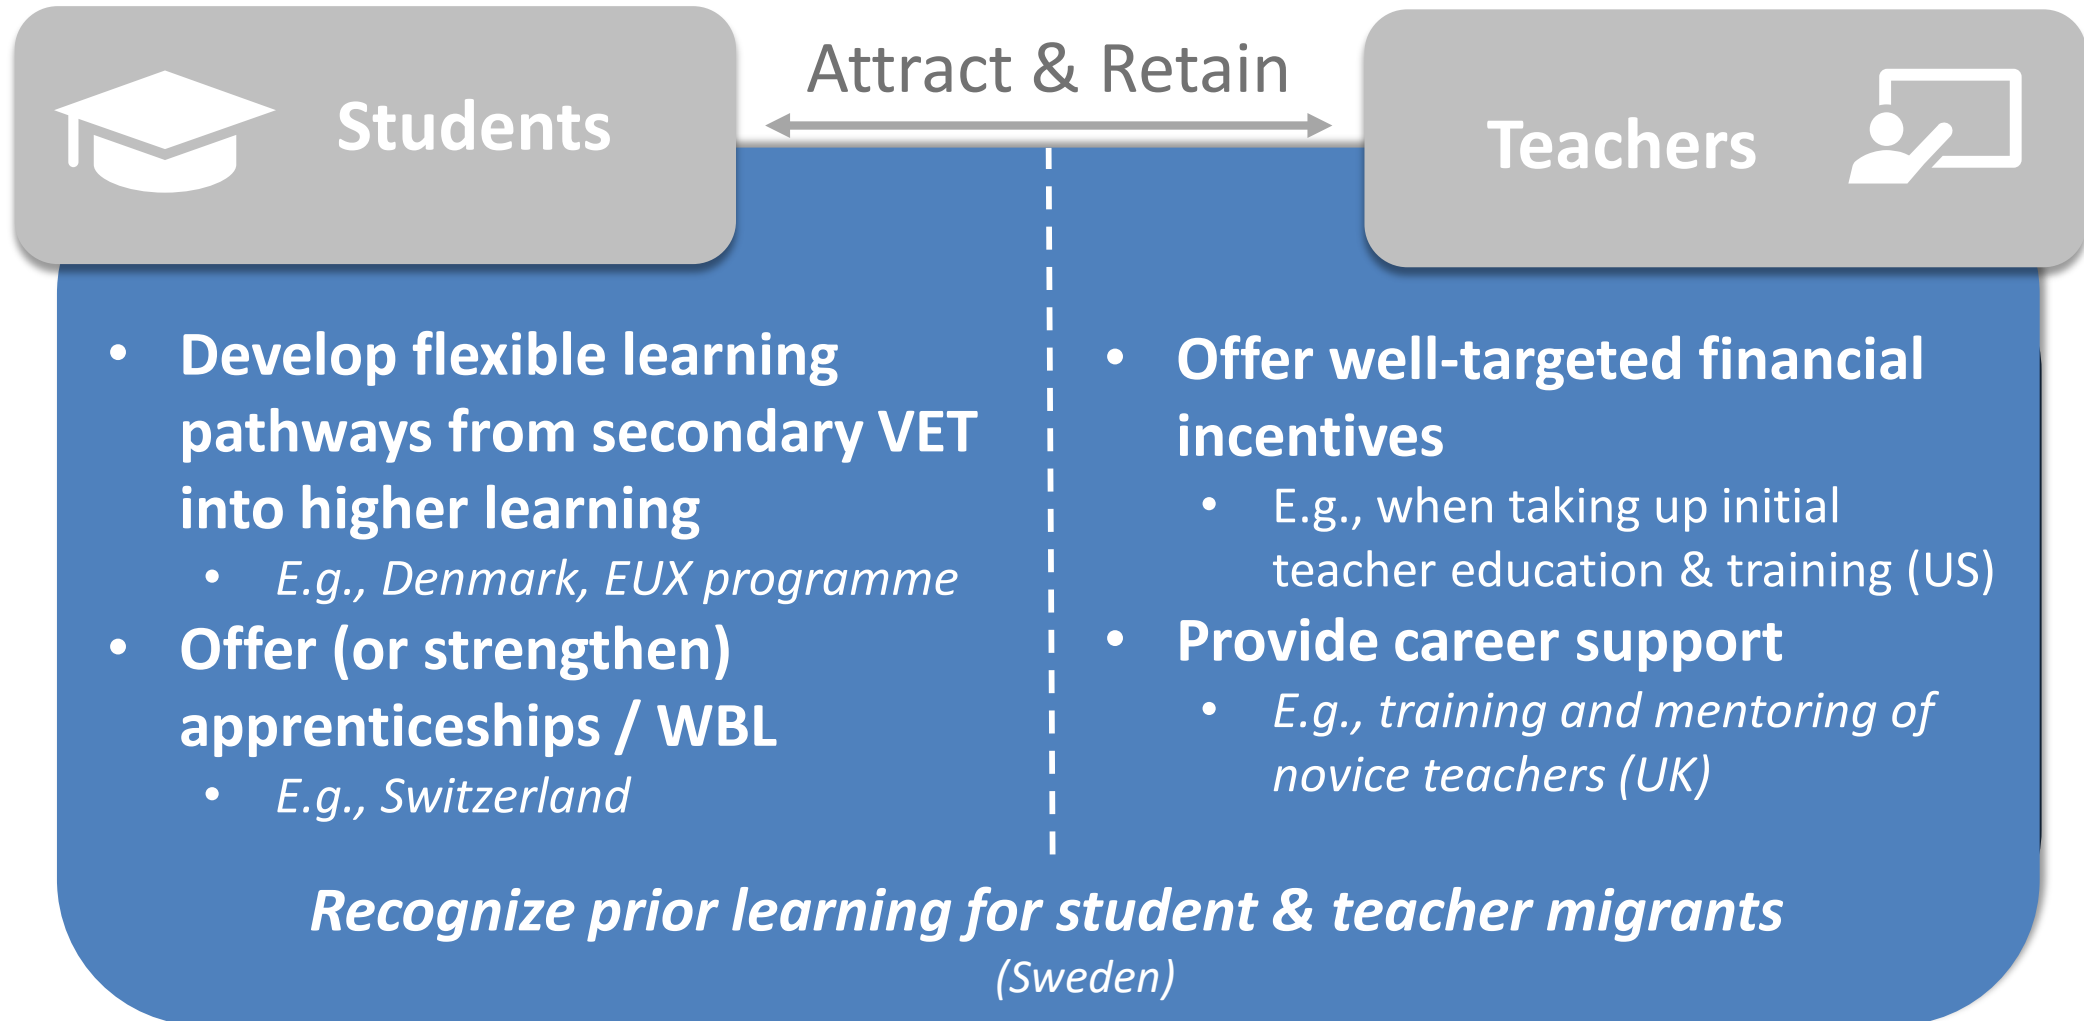 Students
Attract & Retain
Teachers
• Develop flexible learning
pathways from secondary VET
into higher learning
• E.g., Denmark, EUX programme
• Offer (or strengthen)
apprenticeships / WBL
• E.g., Switzerland
• Offer well-targeted financial
incentives
• E.g., when taking up initial
teacher education & training (US)
• Provide career support
• E.g., training and mentoring of
novice teachers (UK)
Recognize prior learning for student & teacher migrants
(Sweden)